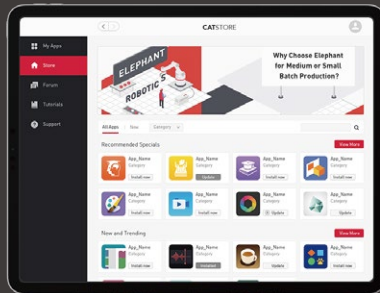 CATSTORE
My Apps
Store
Forum
Tutorials
Support
ELEPHANT
ROBOTICS
Why Choose Elephant
for Medium or Small
Batch Production?
All Apps
New
Category
Recommended Specials
View More
App_Name
Category
Install now
App_Name
Category
Update
App_Name
Category
Install now
App_Name
Category
Install now
App_Name
Category
Install now
App_Name
Category
Install now
App_Name
Category
Update
App_Name
Category
Update
New and Trending
View More
App_Name
Category
Install now
App_Name
Category
Installed
App_Name
Category
Update
App_Name
Category
Install now